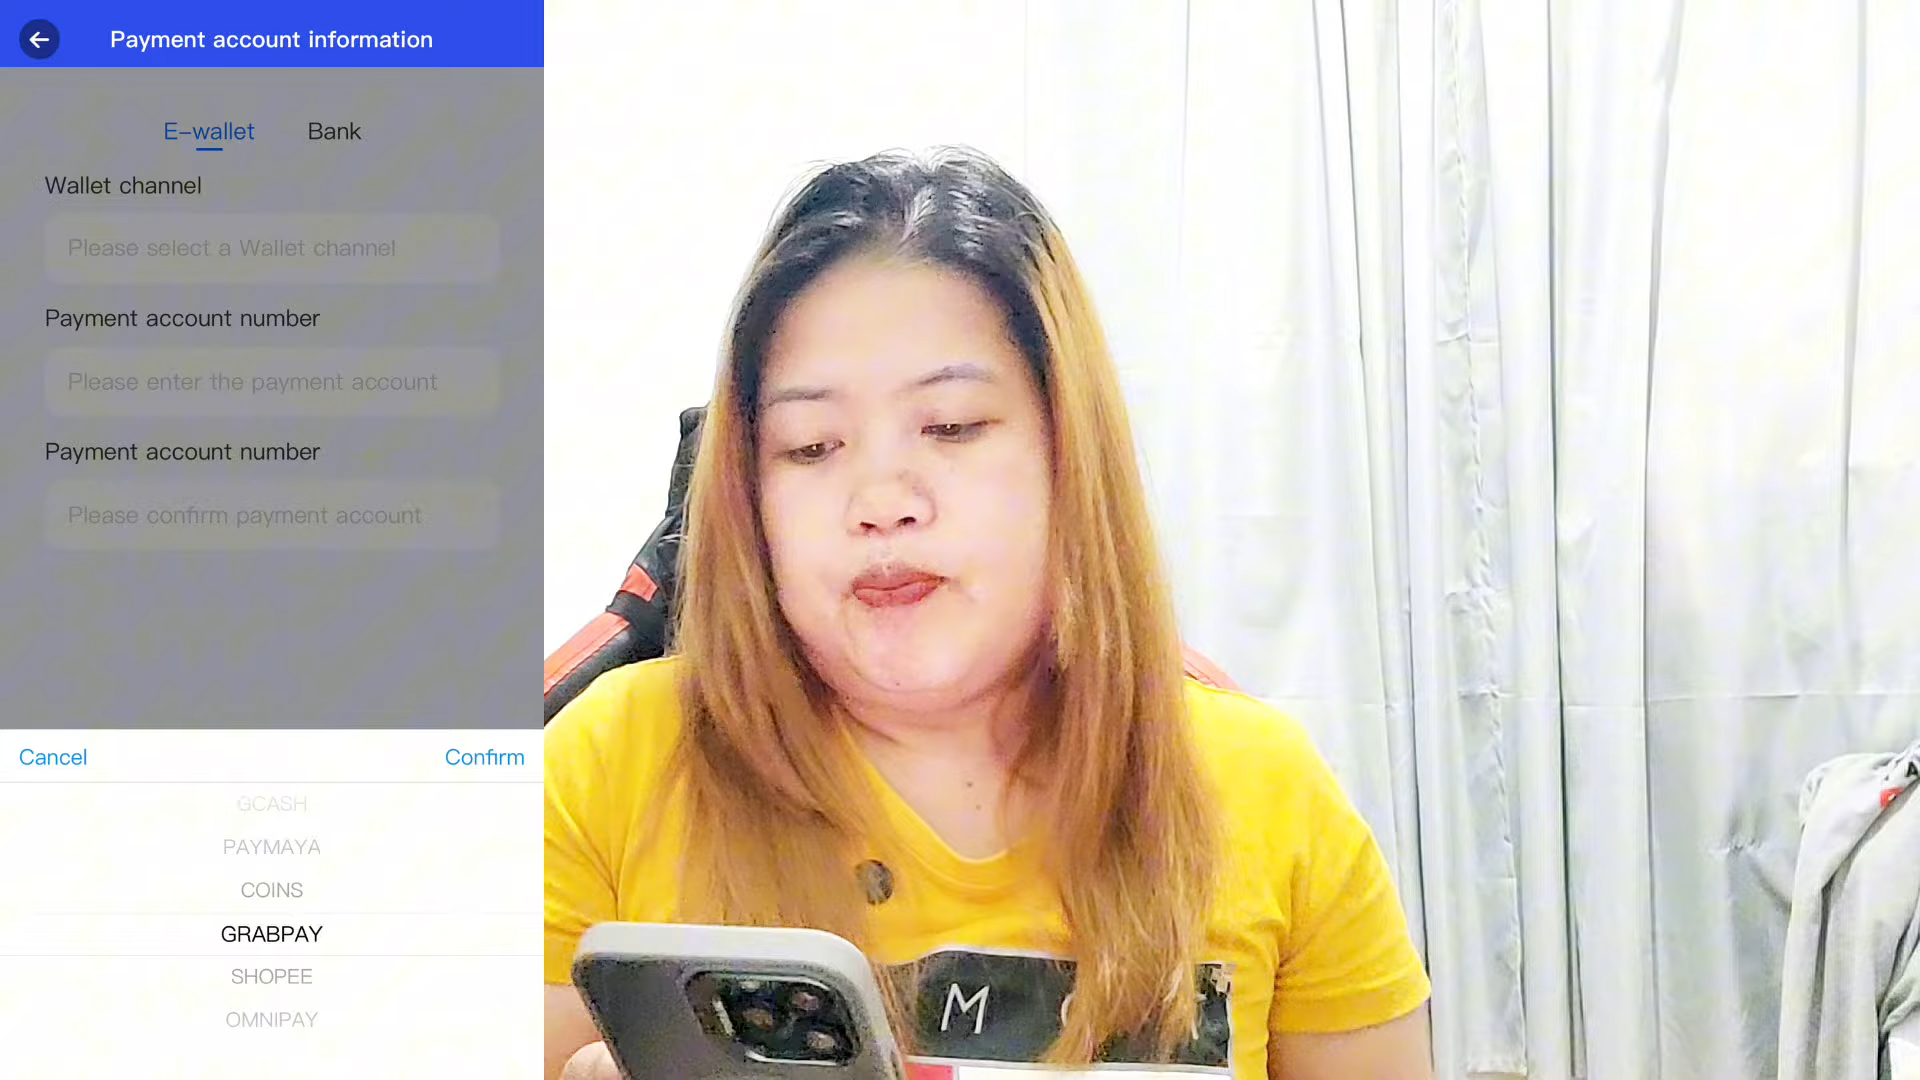 Payment account information
E-wallet Bank
Wallet channel
Please select a Wallet channel
Payment account number
Please enter the payment account
Payment account number
Please confirm payment account
Cancel Confirm
GCASH
PAYMAYA
COINS
GRABPAY
SHOPEE
OMNIPAY
M